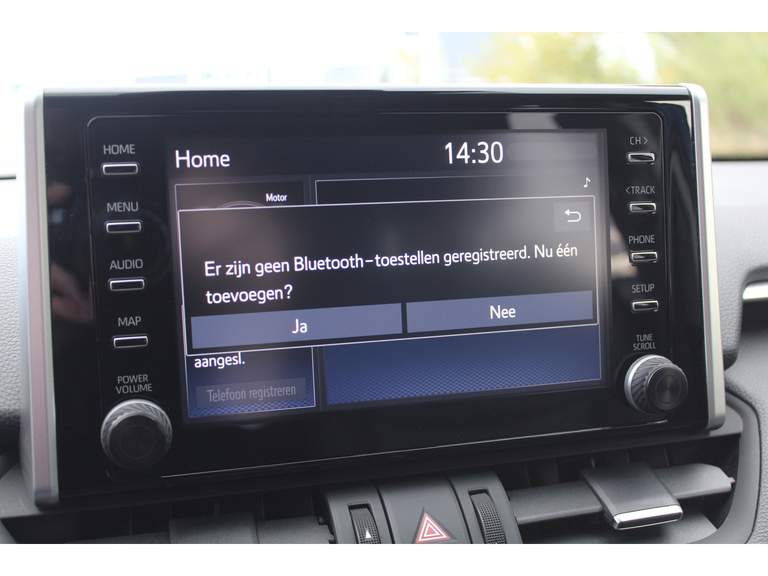 HOME
MENU
AUDIO
MAP
POWER
VOLUME
Home
14:30
Motor
♪
Er zijn geen Bluetooth-toestellen geregistreerd. Nu één
toevoegen?
Ja
Nee
aangesl.
Telefoon registreren
CH>
<TRACK
PHONE
SETUP
TUNE
SCROLL